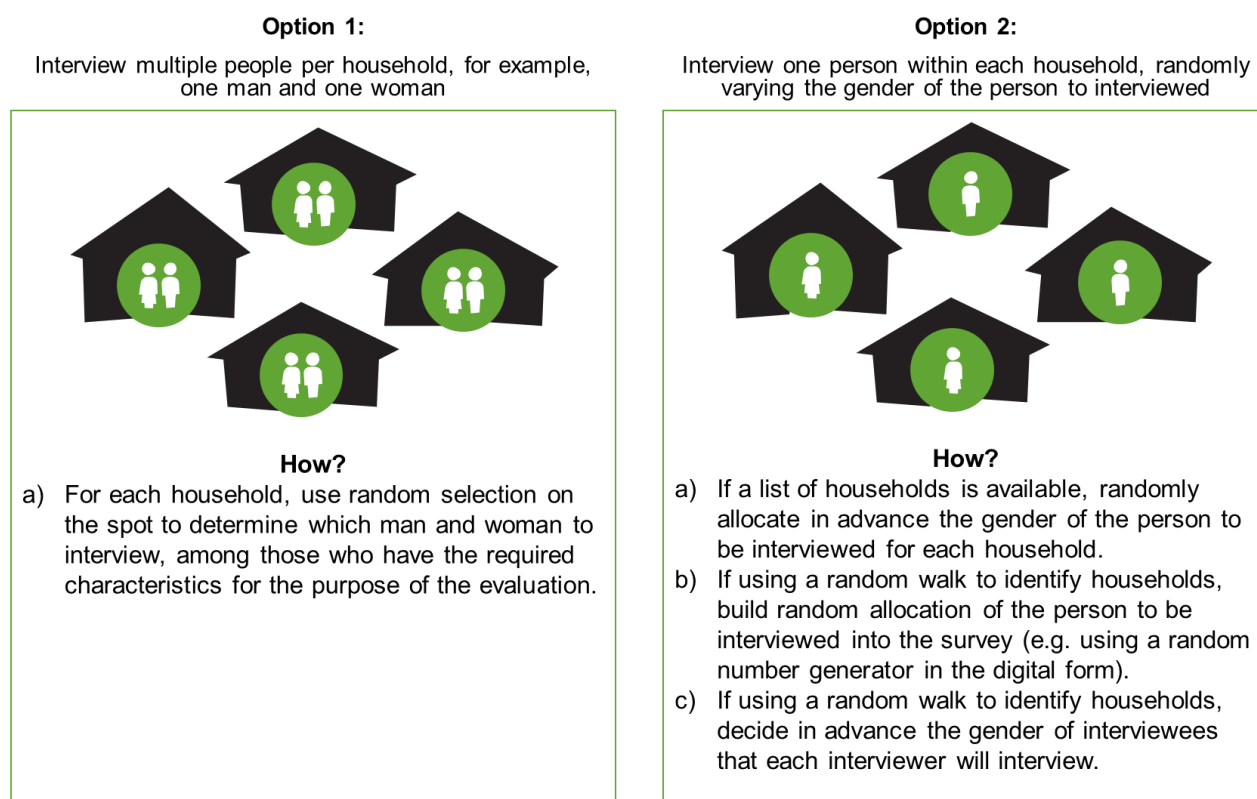 Option 1:
Interview multiple people per household, for example,
one man and one woman
How?
a) For each household, use random selection on
the spot to determine which man and woman to
interview, among those who have the required
characteristics for the purpose of the evaluation.
Option 2:
Interview one person within each household, randomly
varying the gender of the person to interviewed
How?
a) If a list of households is available, randomly
allocate in advance the gender of the person to
be interviewed for each household.
b) If using a random walk to identify households,
build random allocation of the person to be
interviewed into the survey (e.g. using a random
number generator in the digital form).
c) If using a random walk to identify households,
decide in advance the gender of interviewees
that each interviewer will interview.